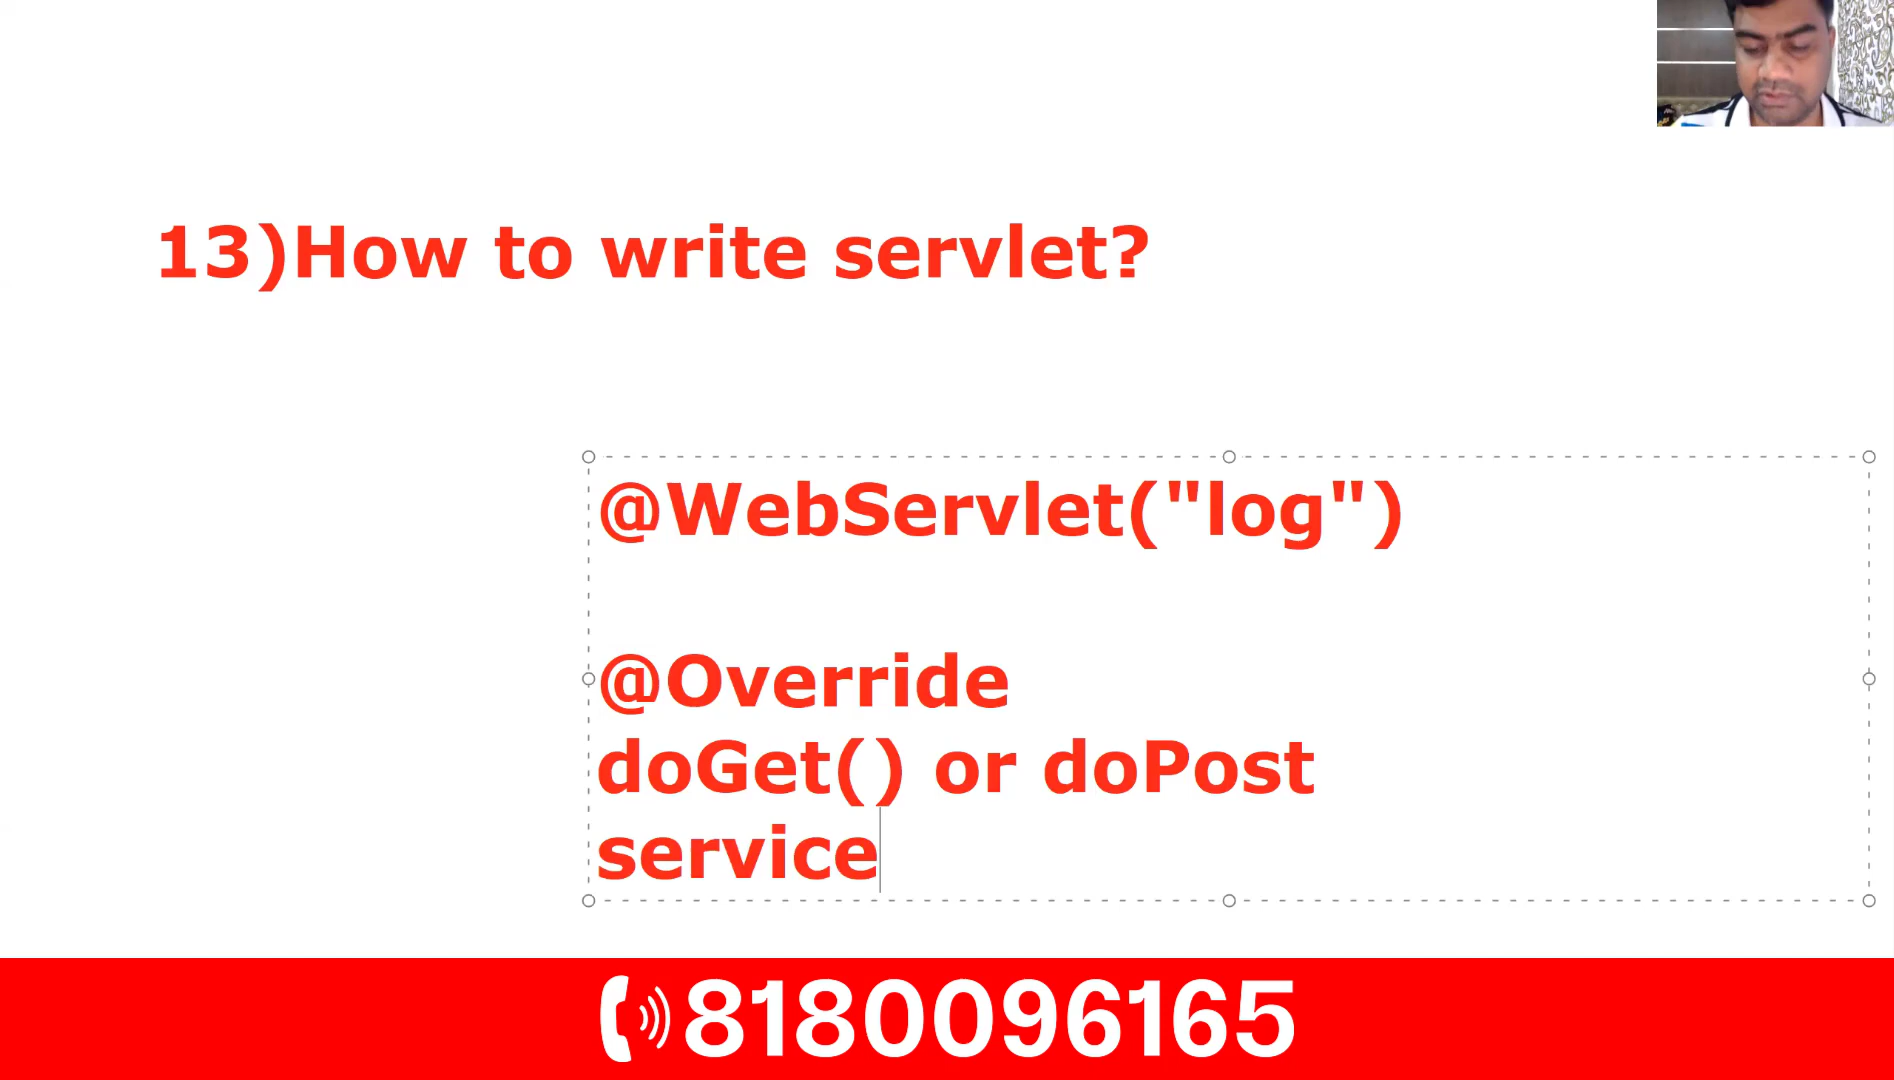 13)How to write servlet?
@WebServlet("log")
@Override
doGet() or doPost
service
8180096165